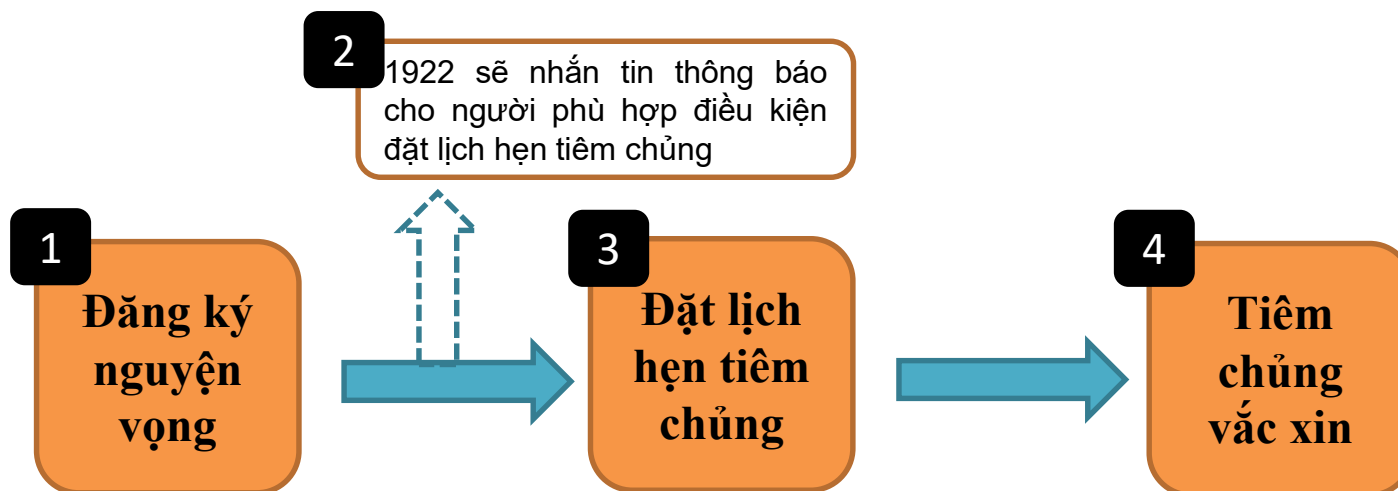 1
Đăng ký
nguyện
vọng
2
1922 sẽ nhắn tin thông báo
cho người phù hợp điều kiện
đặt lịch hẹn tiêm chủng
3
Đặt lịch
hẹn tiêm
chủng
4
Tiêm
chủng
vắc xin